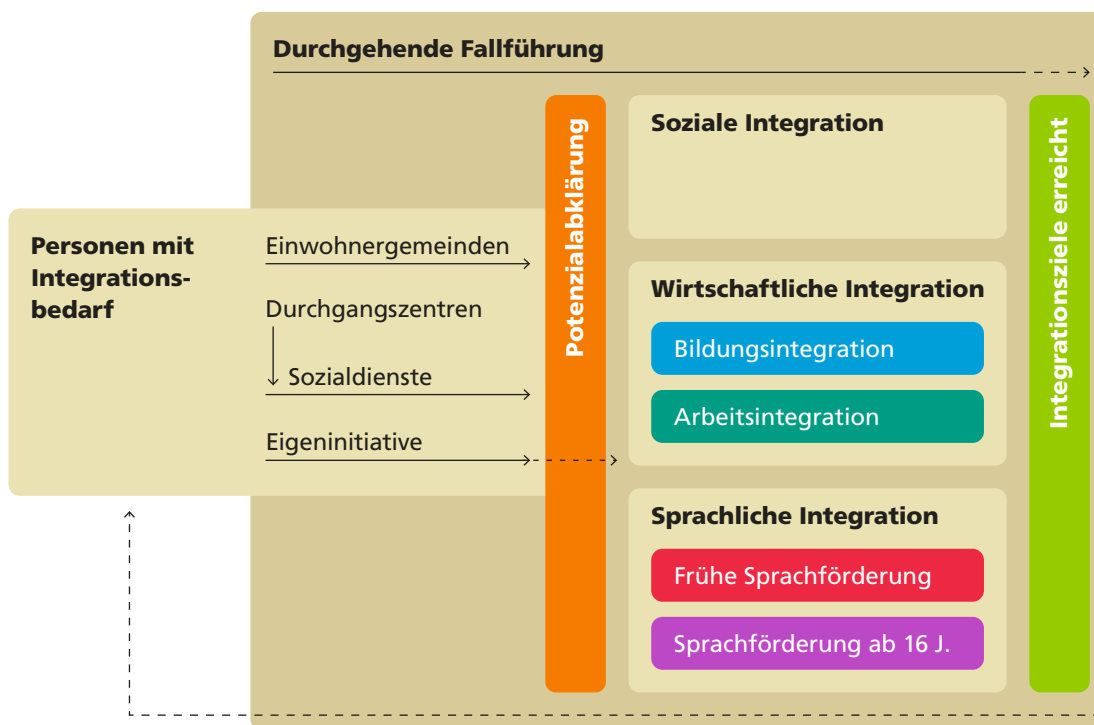 Durchgehende Fallführung
Personen mit
Integrations-
bedarf
Einwohnergemeinden
Durchgangszentren
Sozialdienste
Eigeninitiative
Potenzialabklärung
Soziale Integration
Wirtschaftliche Integration
Bildungsintegration
Arbeitsintegration
Sprachliche Integration
Frühe Sprachförderung
Sprachförderung ab 16 J.
Integrationsziele erreicht